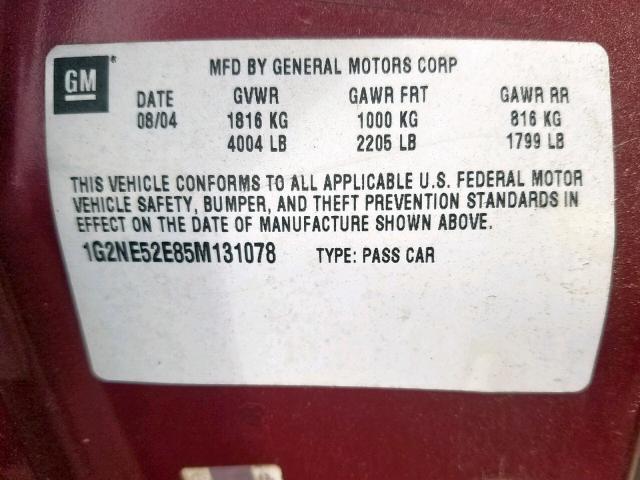 GM® MFD BY GENERAL MOTORS CORP
DATE GVWR GAWR FRT GAWR RR
08/04 1816 KG 1000 KG 816 KG
4004 LB 2205 LB 1799 LB
THIS VEHICLE CONFORMS TO ALL APPLICABLE U.S. FEDERAL MOTOR
VEHICLE SAFETY, BUMPER, AND THEFT PREVENTION STANDARDS IN
EFFECT ON THE DATE OF MANUFACTURE SHOWN ABOVE.
1G2NE52E85M131078 TYPE: PASS CAR